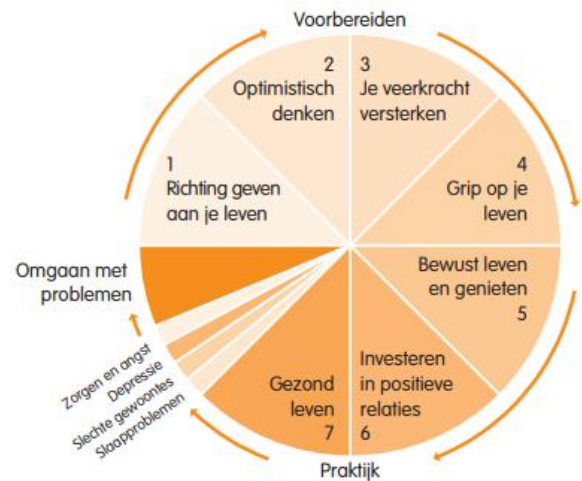 Voorbereiden
1
Richting geven
aan je leven
2
Optimistisch
denken
3
Je veerkracht
versterken
4
Grip op je
leven
Bewust leven
en genieten
5
Investeren
in positieve
relaties
6
Gezond
leven
7
Praktijk
Slaapproblemen
Slechte gewoontes
Depressie
Zorgen en angst
Omgaan met
problemen